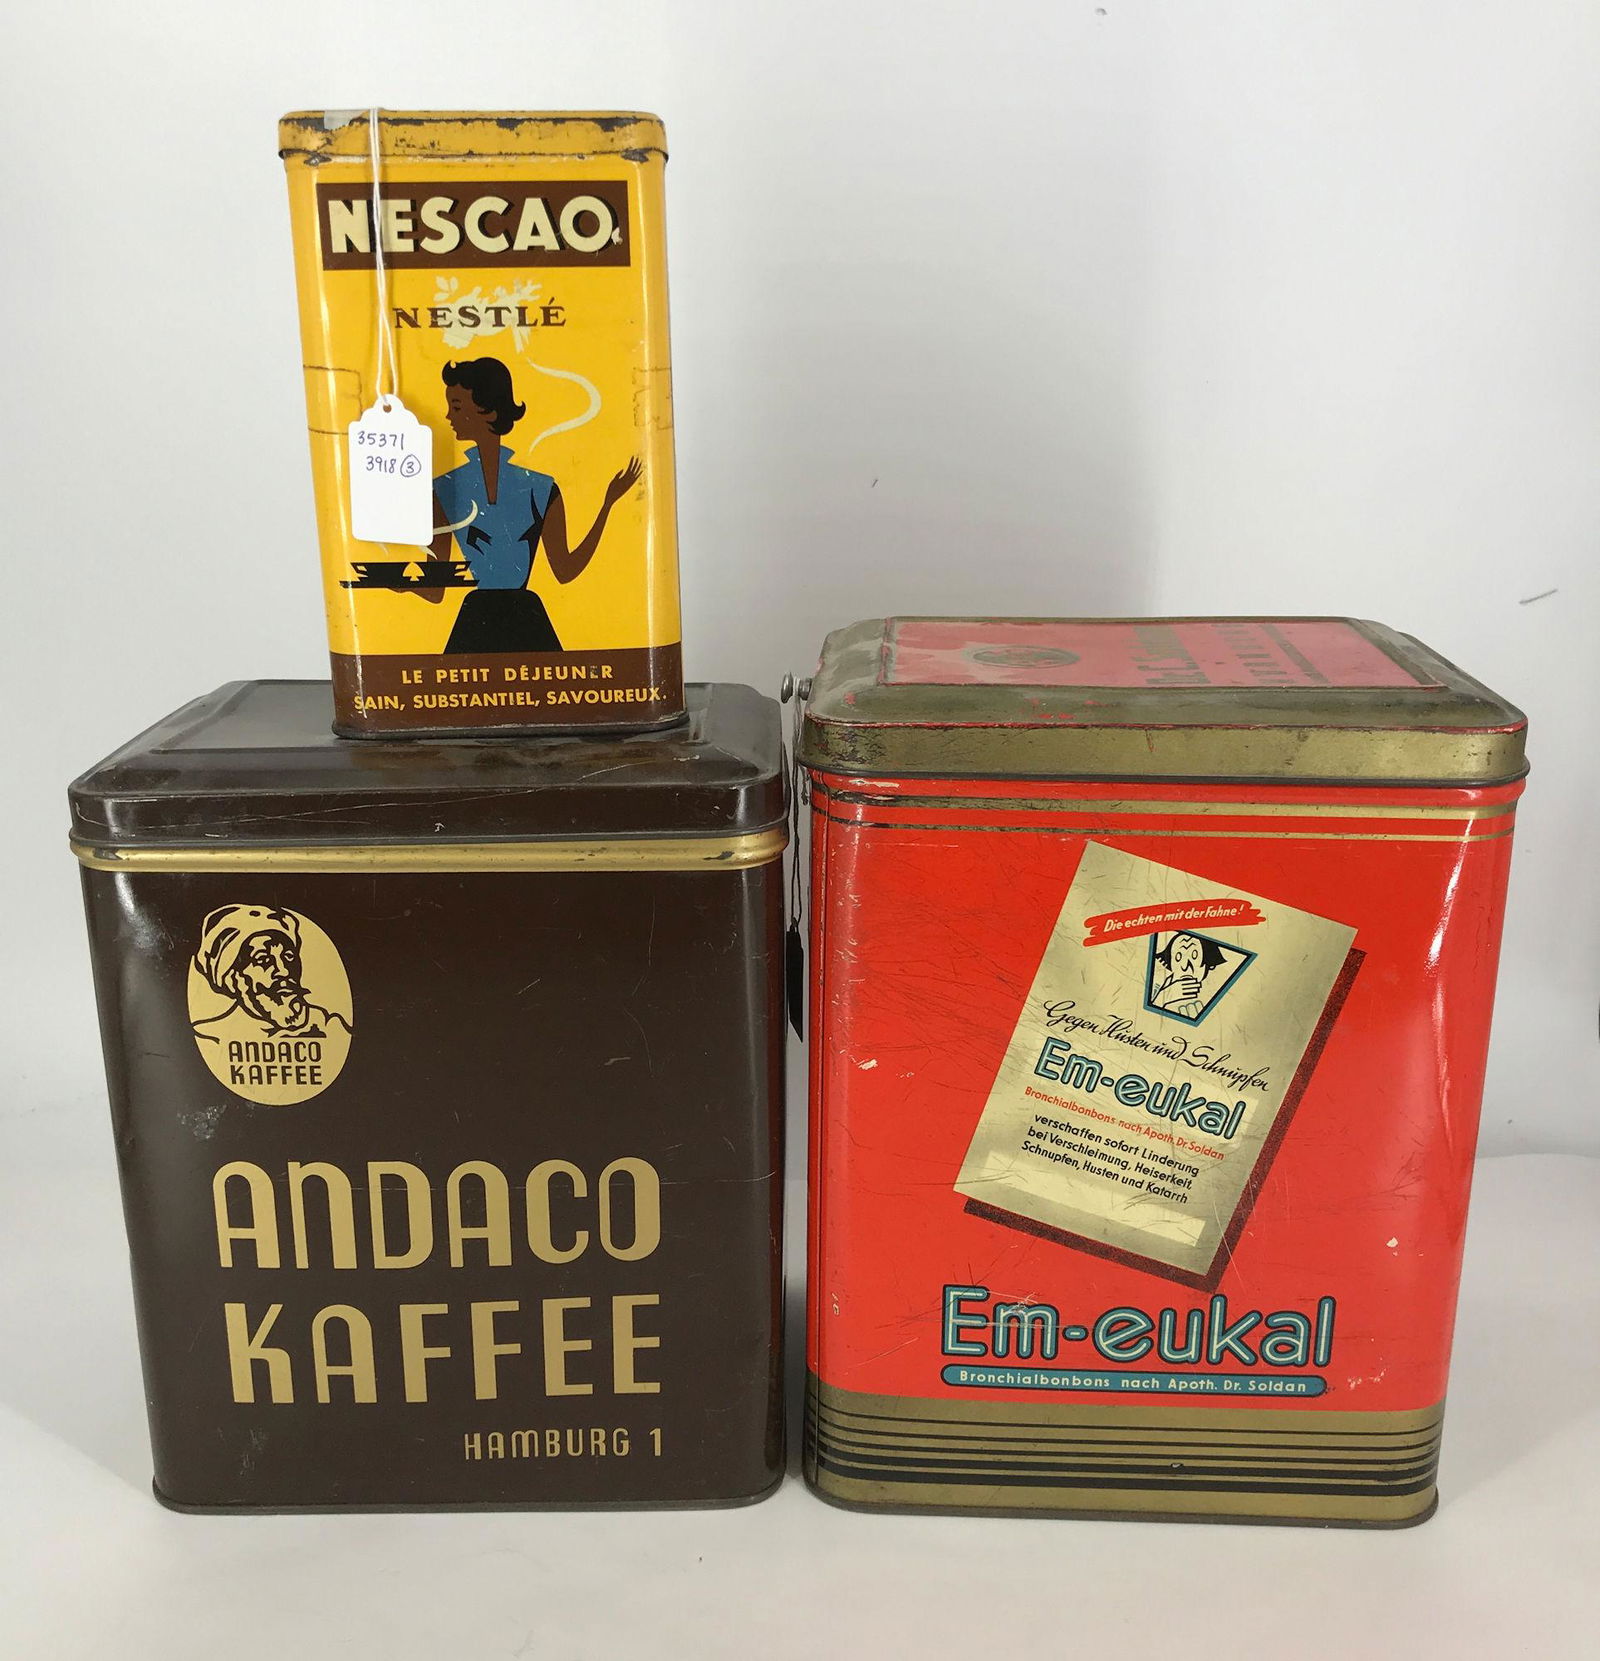 NESCAO
NESTLÉ
35371
3918 3
LE PETIT DÉJEUNER
SAIN, SUBSTANTIEL, SAVOUREUX.
ANDACO
KAFFEE
ANDACO
KAFFEE
HAMBURG 1
Die echten mit der Fahne!
Gegen Husten und Schnupfen
Em-eukal
Bronchialbonbons nach Apoth. Dr. Soldan
verschaffen sofort Linderung
bei Verschleimung, Heiserkeit,
Schnupfen, Husten und Katarrh
Em-eukal
Bronchialbonbons nach Apoth. Dr. Soldan